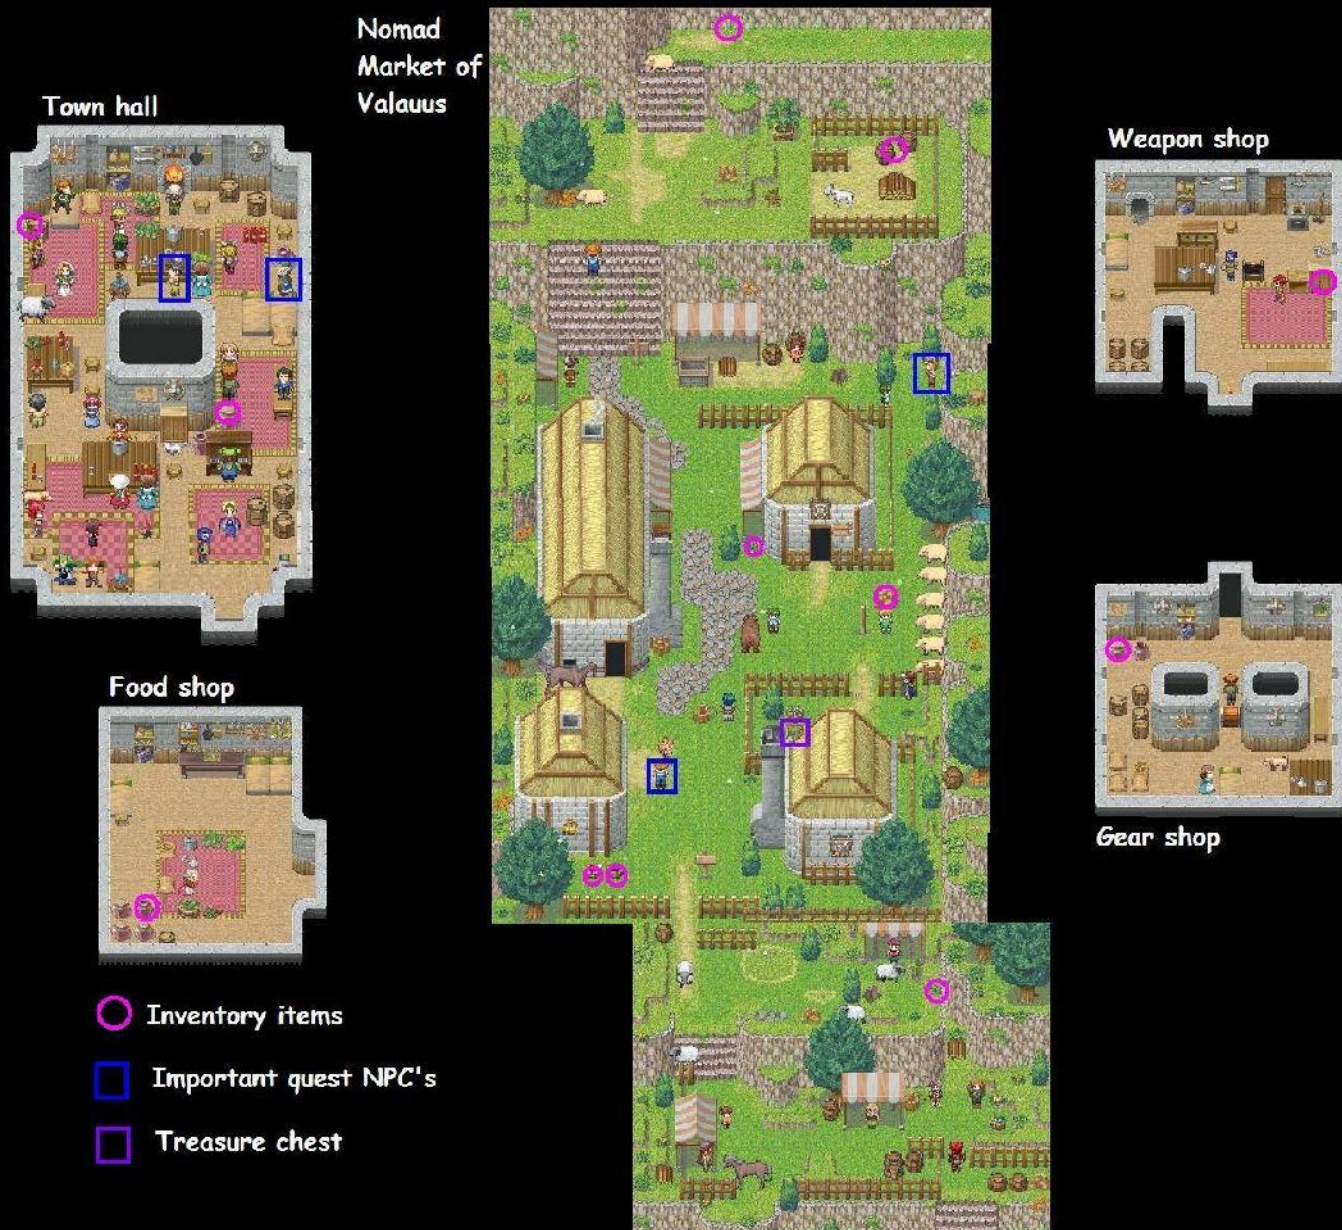 Nomad
Market of
Valauus
Town hall
Weapon shop
Food shop
Gear shop
Inventory items
Important quest NPC's
Treasure chest